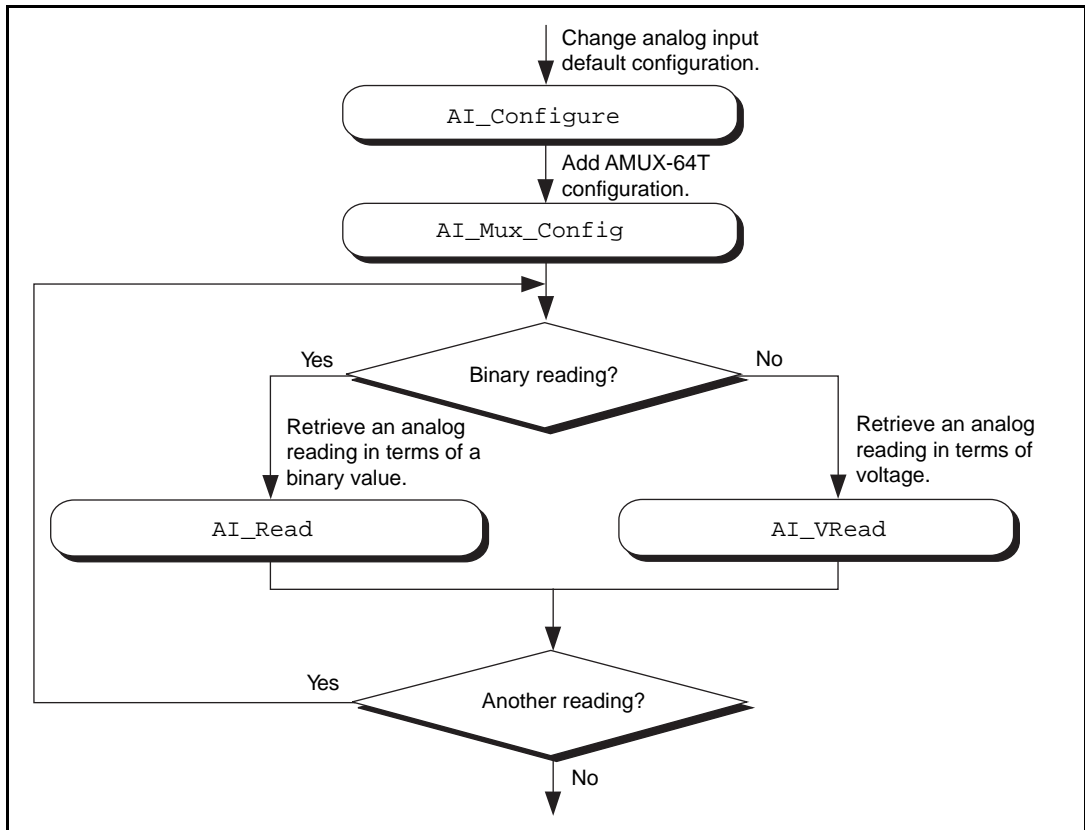 Change analog input
default configuration.
AI_Configure
Add AMUX-64T
configuration.
AI_Mux_Config
Yes
No
Binary reading?
Retrieve an analog
reading in terms of a
binary value.
Retrieve an analog
reading in terms of
voltage.
AI_Read
AI_VRead
Yes
Another reading?
No